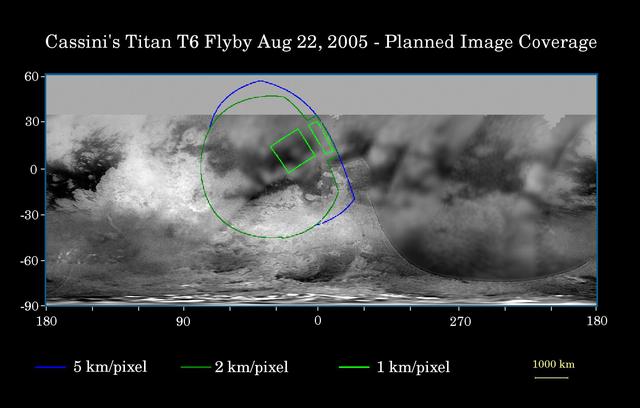 Cassini's Titan T6 Flyby Aug 22, 2005 - Planned Image Coverage
60
30
0
-30
-60
-90
180 90 0 270 180
5 km/pixel 2 km/pixel 1 km/pixel 1000 km